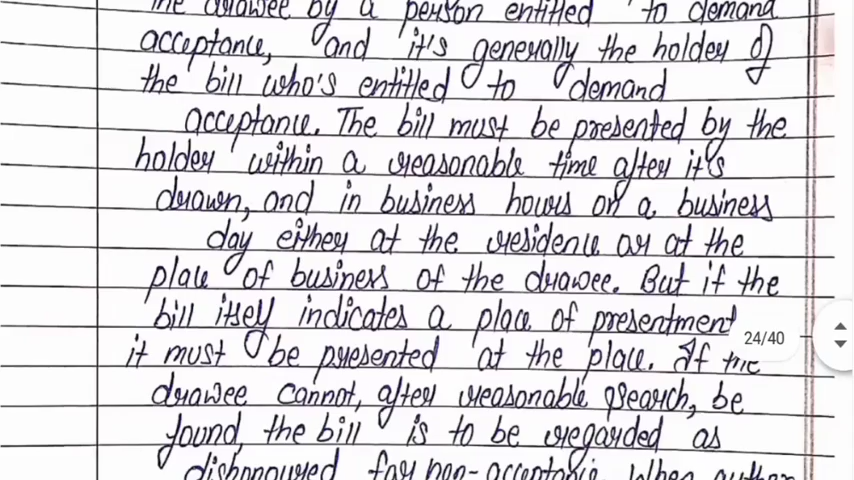 the drawee by a person entitled to demand
acceptance, and it's generally the holder of
the bill who's entitled to demand
acceptance. The bill must be presented by the
holder within a reasonable time after it's
drawn, and in business hours on a business
day either at the residence or at the
place of business of the drawee. But if the
bill itself indicates a place of presentment
24/40
it must be presented at the place. If the
drawee cannot, after reasonable search, be
found, the bill is to be regarded as
dishonoured for non-acceptance. When